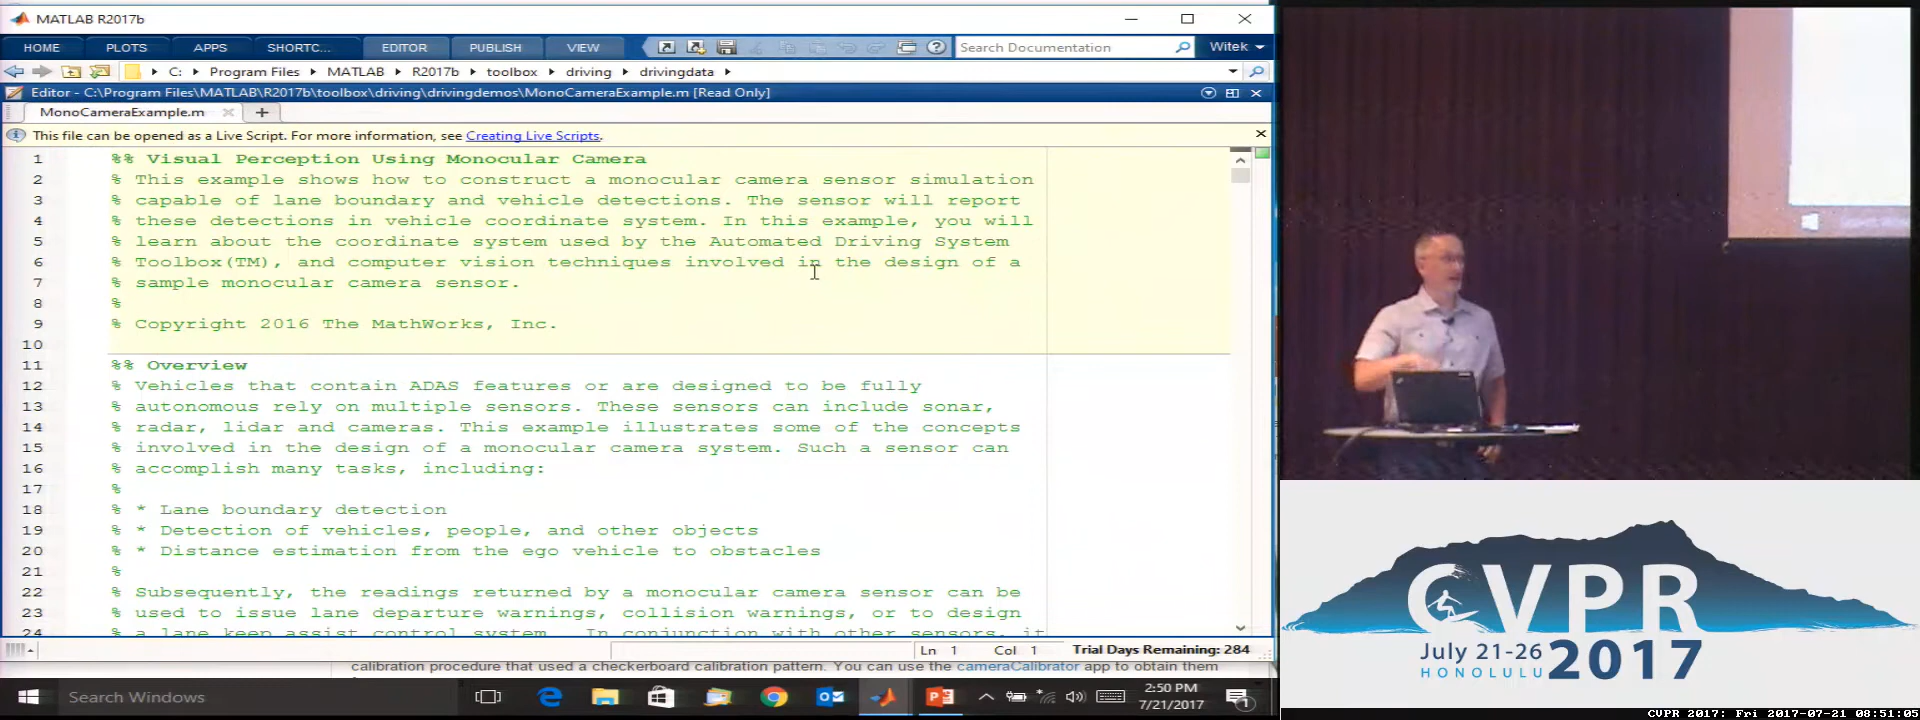 MATLAB R2017b
HOME PLOTS APPS SHORTC... EDITOR PUBLISH VIEW Search Documentation Witek
C: Program Files MATLAB R2017b toolbox driving drivingdata
Editor - C:\Program Files\MATLAB\R2017b\toolbox\driving\drivingdemos\MonoCameraExample.m [Read Only]
MonoCameraExample.m
This file can be opened as a Live Script. For more information, see Creating Live Scripts.
1 %% Visual Perception Using Monocular Camera
2 % This example shows how to construct a monocular camera sensor simulation
3 % capable of lane boundary and vehicle detections. The sensor will report
4 % these detections in vehicle coordinate system. In this example, you will
5 % learn about the coordinate system used by the Automated Driving System
6 % Toolbox(TM), and computer vision techniques involved in the design of a
7 % sample monocular camera sensor.
8 %
9 % Copyright 2016 The MathWorks, Inc.
10
11 %% Overview
12 % Vehicles that contain ADAS features or are designed to be fully
13 % autonomous rely on multiple sensors. These sensors can include sonar,
14 % radar, lidar and cameras. This example illustrates some of the concepts
15 % involved in the design of a monocular camera system. Such a sensor can
16 % accomplish many tasks, including:
17 %
18 % * Lane boundary detection
19 % * Detection of vehicles, people, and other objects
20 % * Distance estimation from the ego vehicle to obstacles
21 %
22 % Subsequently, the readings returned by a monocular camera sensor can be
23 % used to issue lane departure warnings, collision warnings, or to design
24 % a lane keep assist control system. In conjunction with other sensors, it
Ln 1 Col 1 Trial Days Remaining: 284
calibration procedure that used a checkerboard calibration pattern. You can use the cameraCalibrator app to obtain them
Search Windows
2:50 PM
7/21/2017
CVPR
July 21-26
HONOLULU 2017
CVPR 2017: Fri 2017-07-21 08:51:05